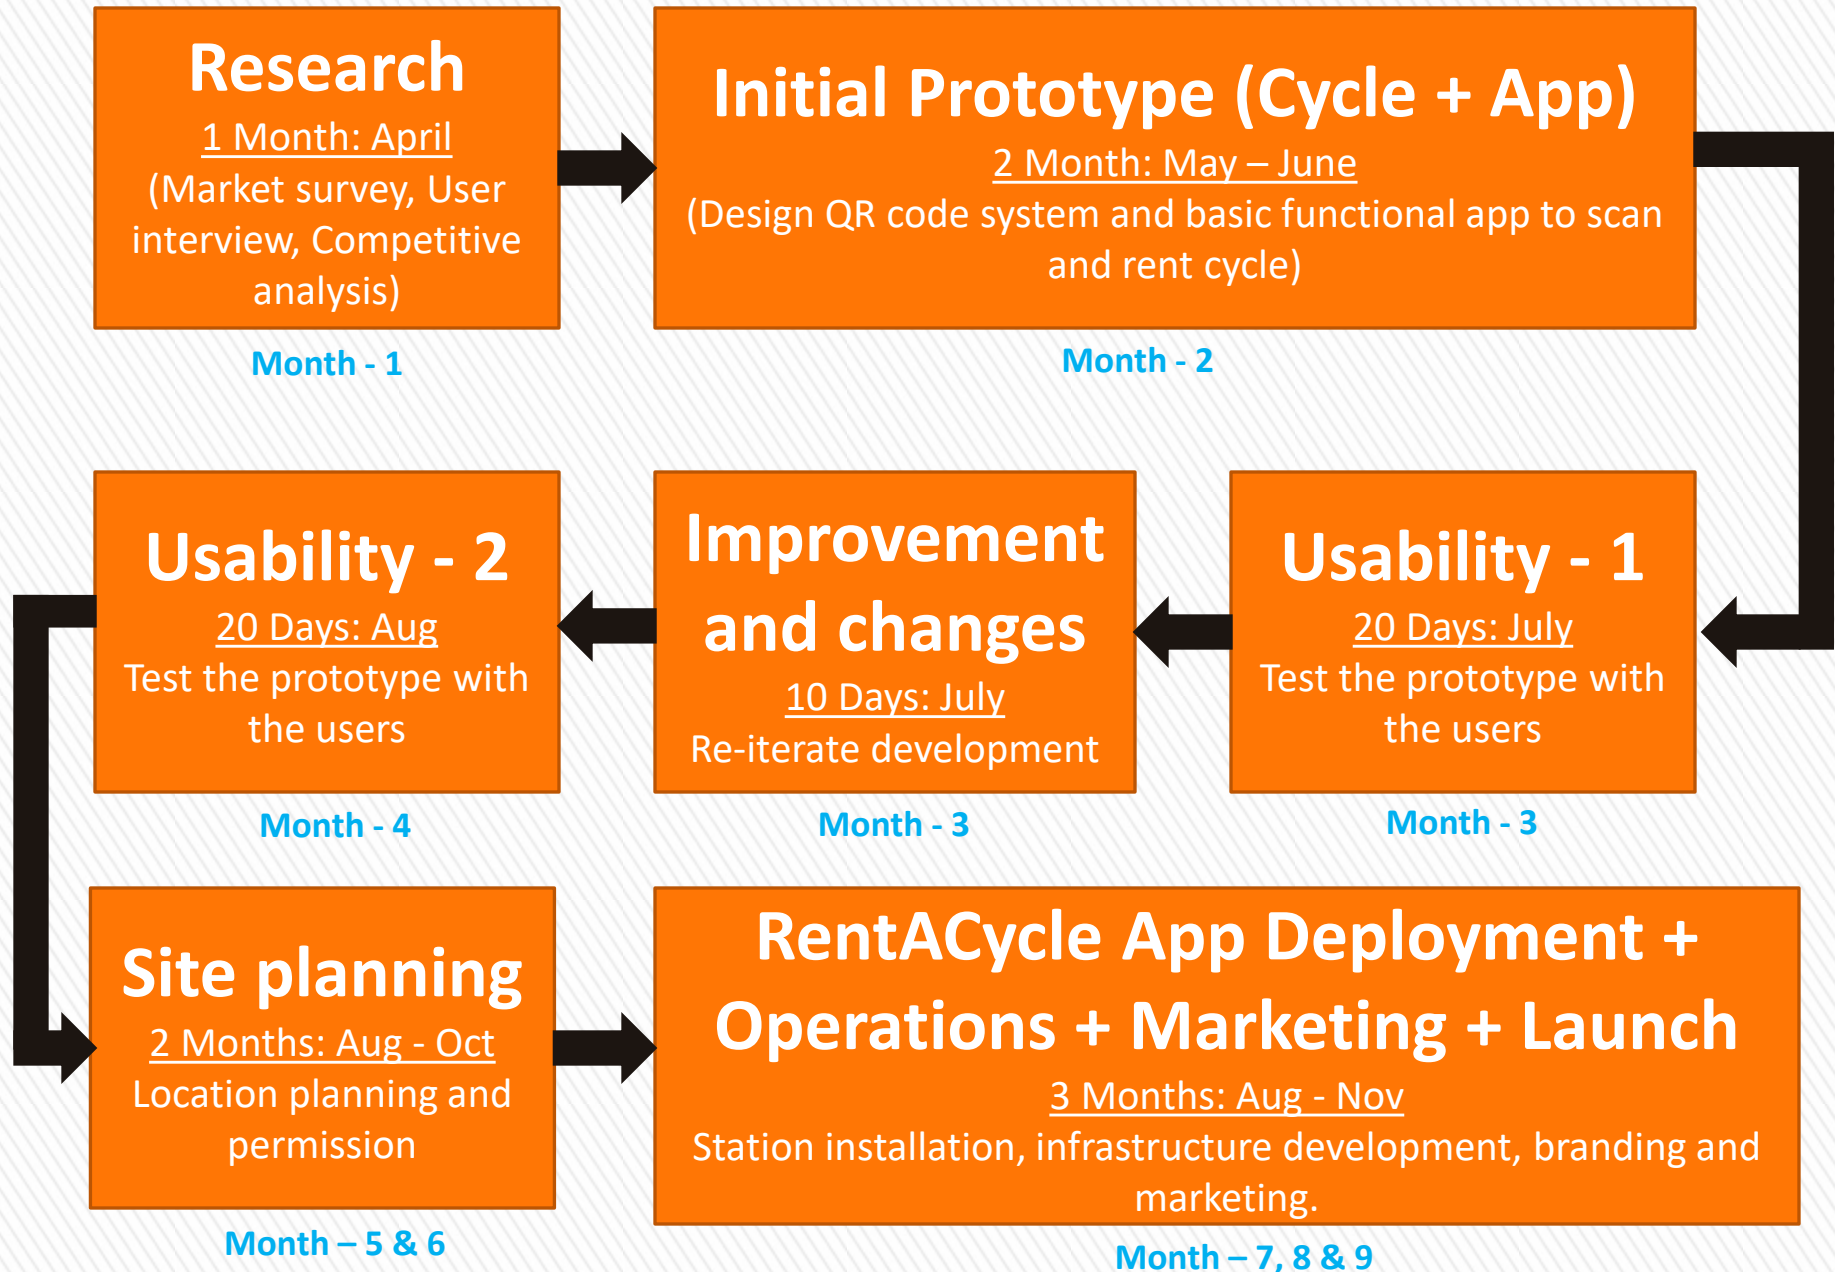 Research
1 Month: April
(Market survey, User
interview, Competitive
analysis)
Month - 1
Initial Prototype (Cycle + App)
2 Month: May – June
(Design QR code system and basic functional app to scan
and rent cycle)
Month - 2
Usability - 1
20 Days: July
Test the prototype with
the users
Month - 3
Improvement
and changes
10 Days: July
Re-iterate development
Month - 3
Usability - 2
20 Days: Aug
Test the prototype with
the users
Month - 4
Site planning
2 Months: Aug - Oct
Location planning and
permission
Month – 5 & 6
RentACycle App Deployment +
Operations + Marketing + Launch
3 Months: Aug - Nov
Station installation, infrastructure development, branding and
marketing.
Month – 7, 8 & 9